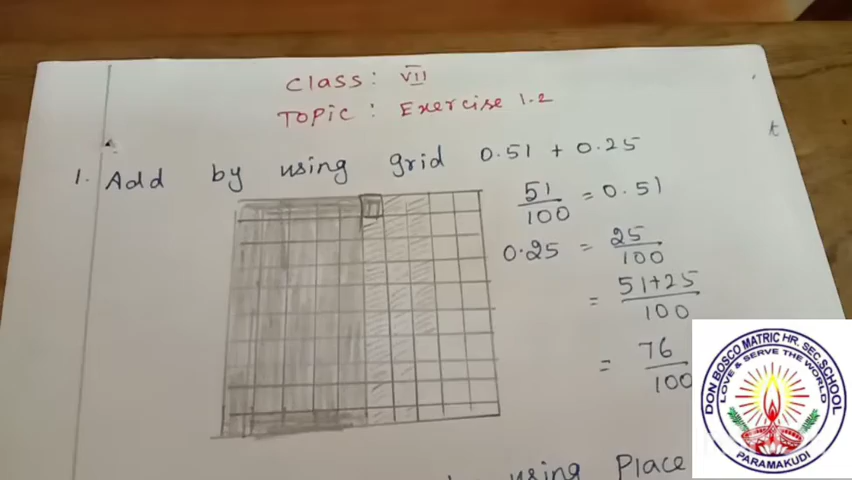 Class: VII
Topic: Exercise 1.2
1. Add by using grid 0.51 + 0.25
51/100 = 0.51
0.25 = 25/100
= 51+25/100
= 76/100
using Place
DON BOSCO MATRIC HR. SEC. SCHOOL
LOVE & SERVE THE WORLD
PARAMAKUDI